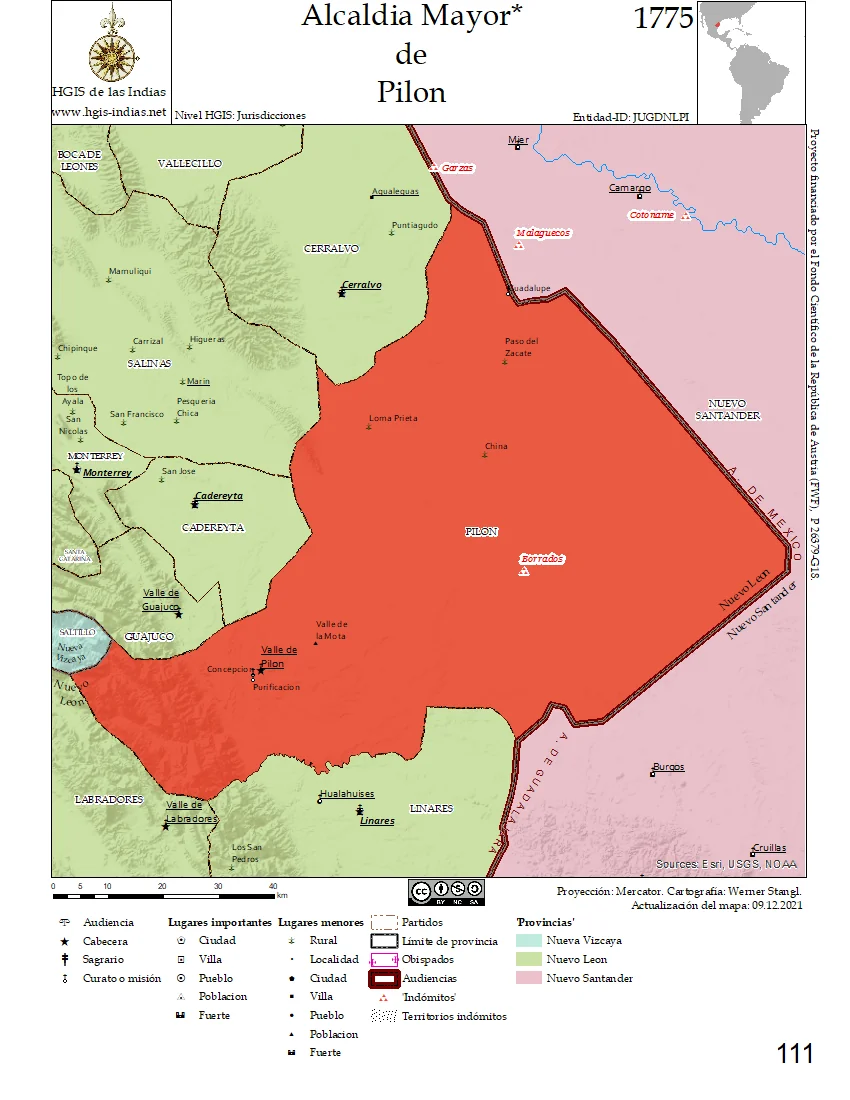 Alcaldia Mayor*
de
Pilon
1775
HGIS de las Indias
www.hgis-indias.net
Nivel HGIS: Jurisdicciones
Entidad-ID: JUGDNLPI
BOCA DE
LEONES
VALLECILLO
Garzas
Mier
Camargo
Cotoname
Agualeguas
Puntiagudo
Malaguecos
CERRALVO
Cerralvo
Mamuliqui
Guadalupe
Chipinque
Carrizal
Higueras
SALINAS
Marin
Topo de
los
Ayala
San
Nicolas
San Francisco
Pesqueria
Chica
Paso del
Zacate
Loma Prieta
NUEVO
SANTANDER
MONTERREY
Monterrey
San Jose
China
Cadereyta
CADEREYTA
PILON
A. DE MEXICO
SANTA
CATARINA
Borrados
Valle de
Guajuco
GUAJUCO
Nuevo Leon
Nuevo Santander
SALTILLO
Nueva
Vizcaya
Valle de
la Mota
Valle de
Pilon
Concepcion
Purificacion
Nuevo
Leon
A. DE GUADALAJARA
Burgos
LABRADORES
Valle de
Labradores
Hualahuises
LINARES
Linares
Los San
Pedros
Cruillas
Sources: Esri, USGS, NOAA
Proyecto financiado por el Fondo Científico de la República de Austria (FWF), P 26379-G18.
0 5 10 20 30 40
km
CC BY NC SA
Proyección: Mercator. Cartografía: Werner Stangl.
Actualización del mapa: 09.12.2021
Audiencia
Cabecera
Sagrario
Curato o misión
Lugares importantes
Ciudad
Villa
Pueblo
Poblacion
Fuerte
Lugares menores
Rural
Localidad
Ciudad
Villa
Pueblo
Poblacion
Fuerte
Partidos
Límite de provincia
Obispados
Audiencias
'Indómitos'
Territorios indómitos
'Provincias'
Nueva Vizcaya
Nuevo Leon
Nuevo Santander
111